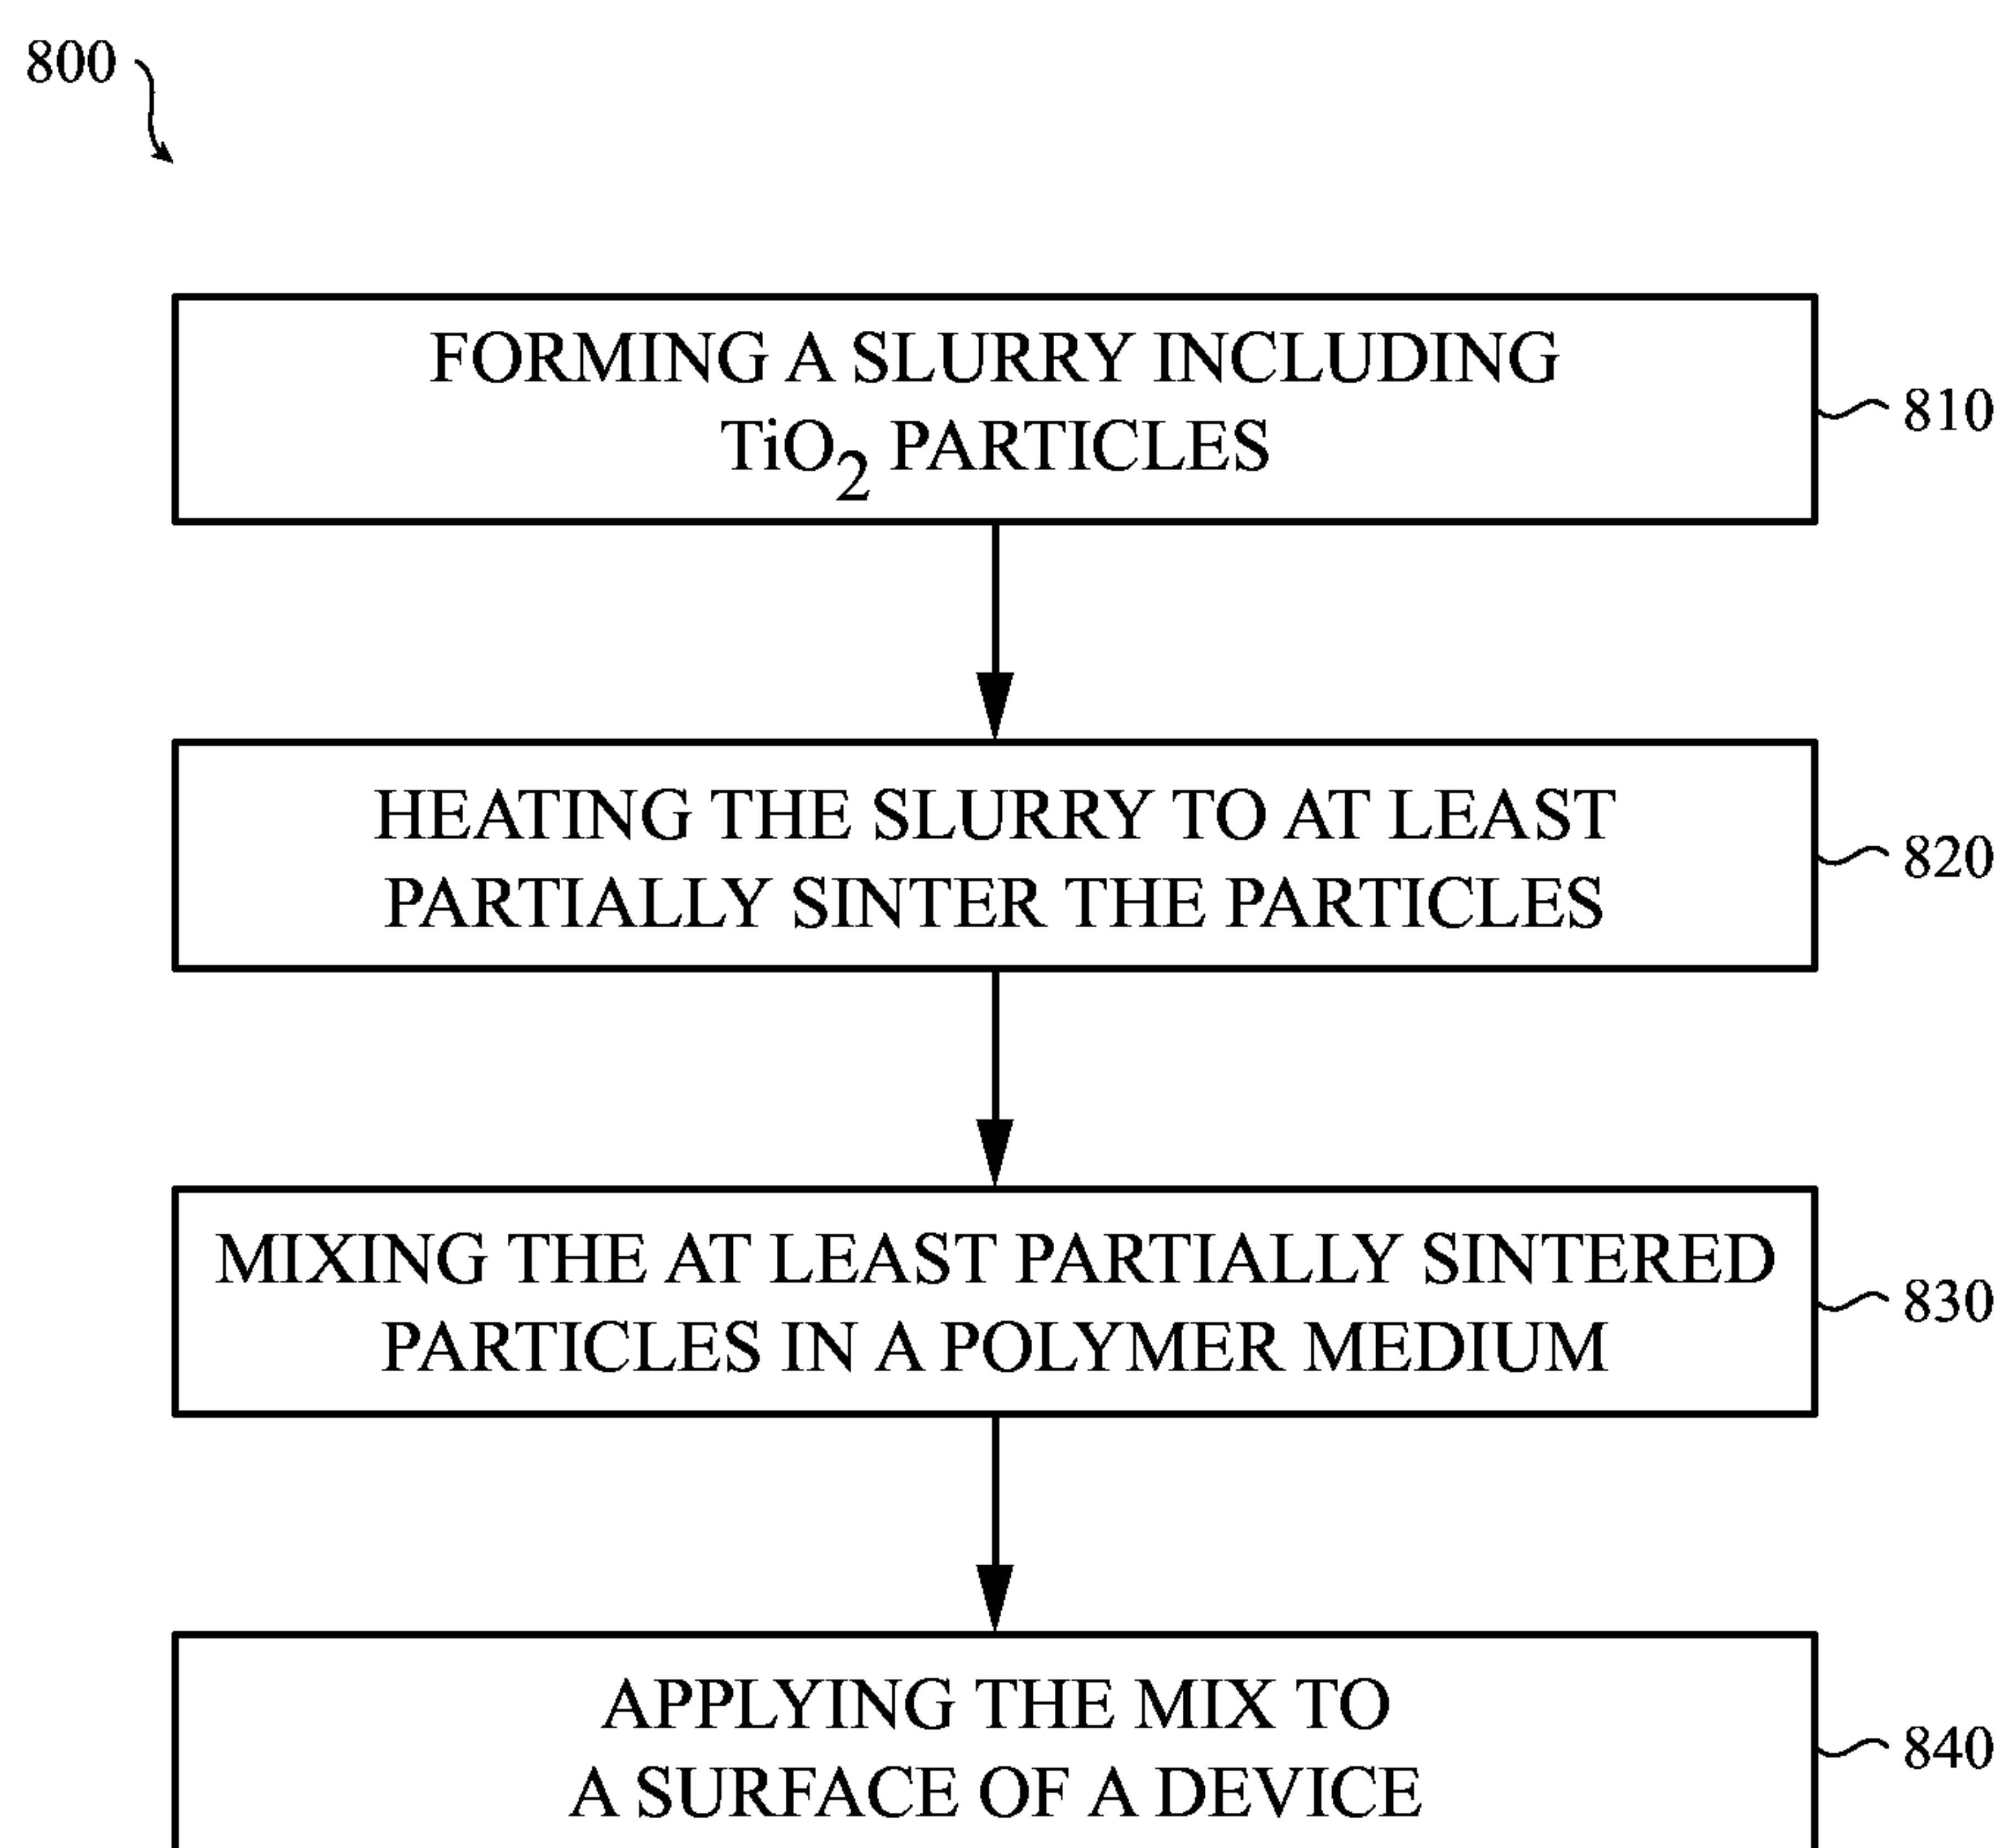 800
FORMING A SLURRY INCLUDING
TiO₂ PARTICLES
810
HEATING THE SLURRY TO AT LEAST
PARTIALLY SINTER THE PARTICLES
820
MIXING THE AT LEAST PARTIALLY SINTERED
PARTICLES IN A POLYMER MEDIUM
830
APPLYING THE MIX TO
A SURFACE OF A DEVICE
840